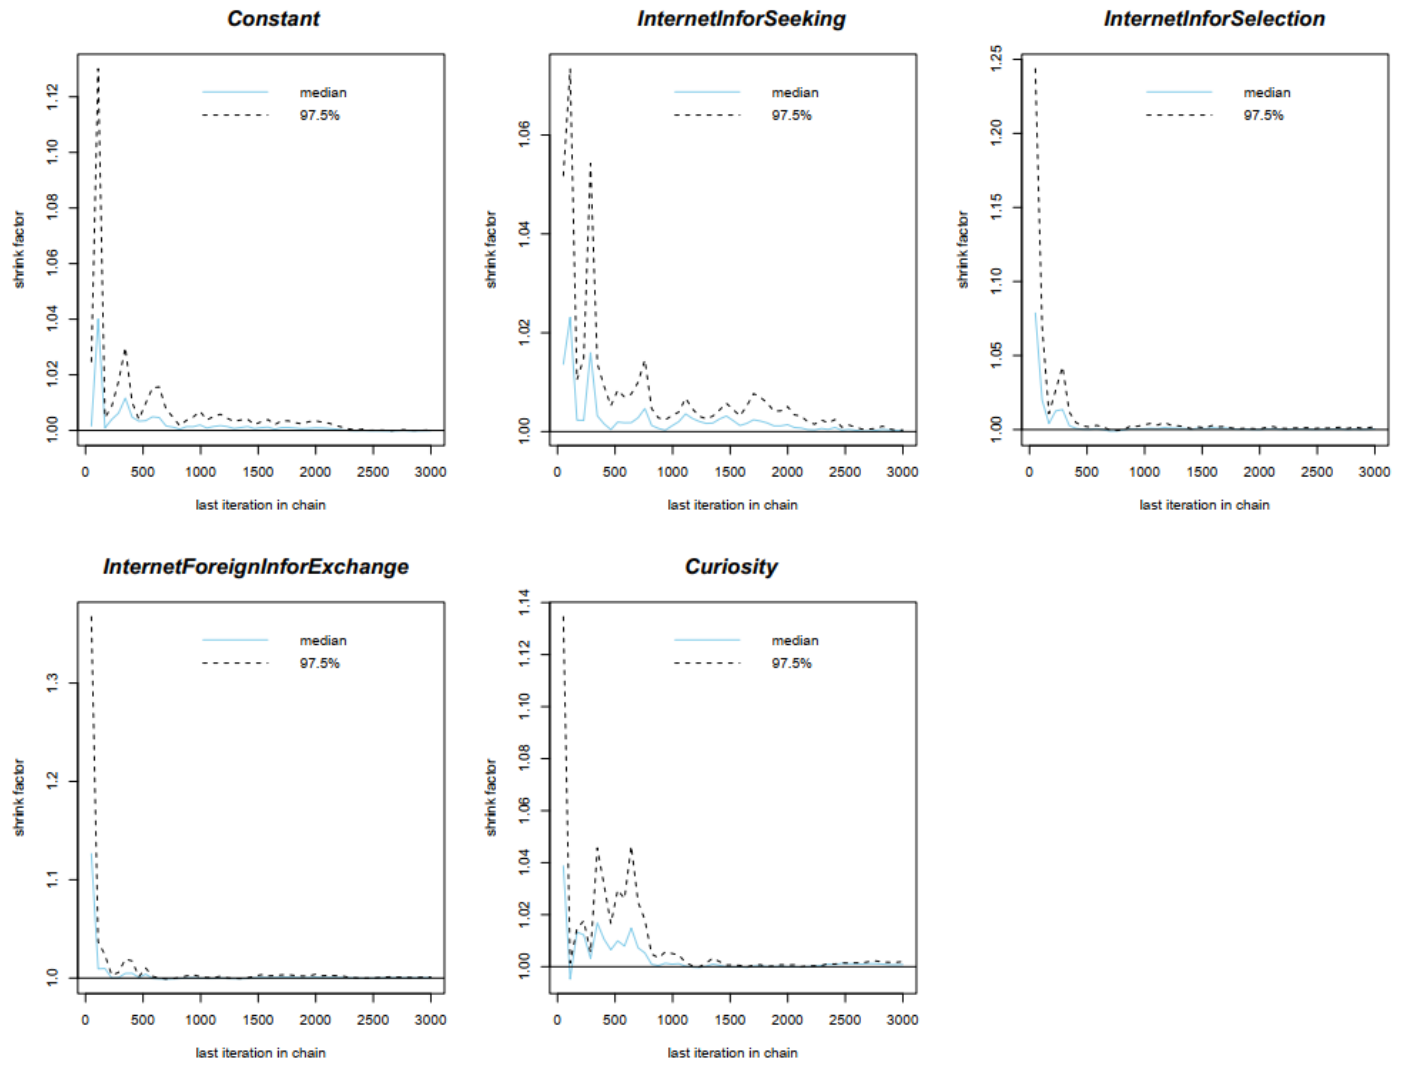 Constant
1.00 1.02 1.04 1.06 1.08 1.10 1.12
shrink factor
median
97.5%
0 500 1000 1500 2000 2500 3000
last iteration in chain
InternetInforSeeking
1.00 1.02 1.04 1.06
shrink factor
median
97.5%
0 500 1000 1500 2000 2500 3000
last iteration in chain
InternetInforSelection
1.00 1.05 1.10 1.15 1.20 1.25
shrink factor
median
97.5%
0 500 1000 1500 2000 2500 3000
last iteration in chain
InternetForeignInforExchange
1.0 1.1 1.2 1.3
shrink factor
median
97.5%
0 500 1000 1500 2000 2500 3000
last iteration in chain
Curiosity
1.00 1.02 1.04 1.06 1.08 1.10 1.12 1.14
shrink factor
median
97.5%
0 500 1000 1500 2000 2500 3000
last iteration in chain